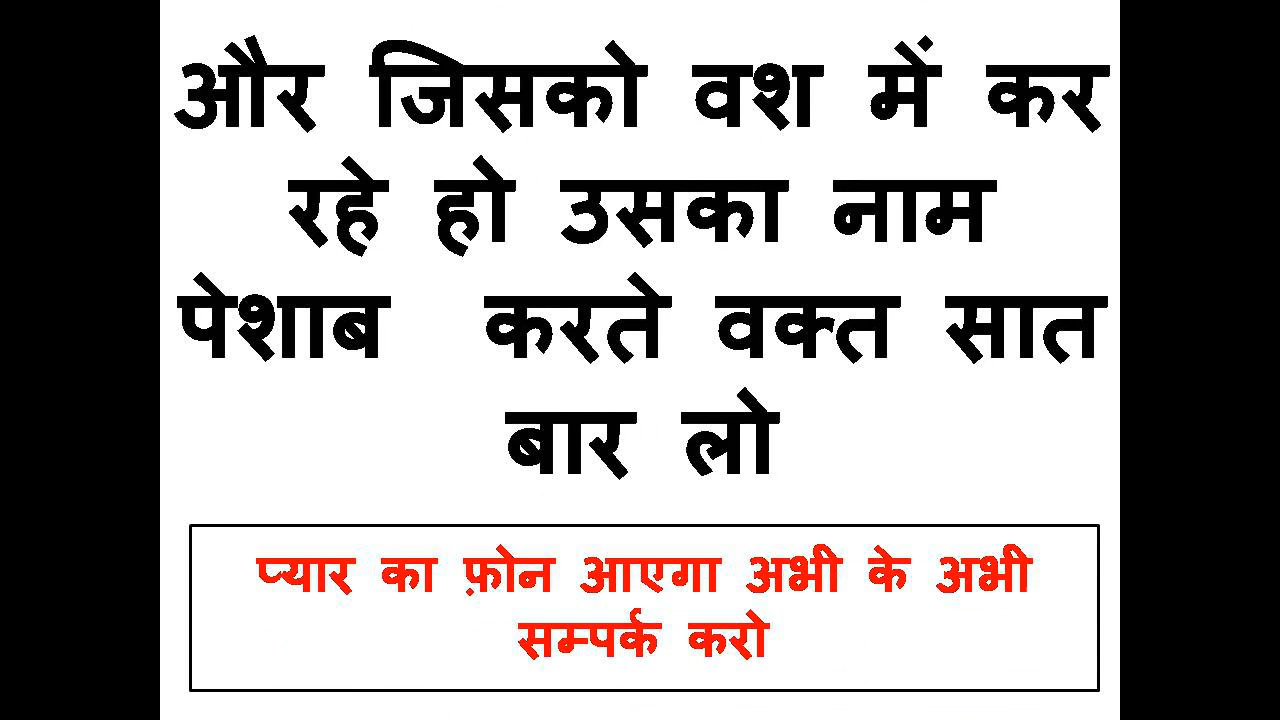 और जिसको वश में कर
रहे हो उसका नाम
पेशाब करते वक्त सात
बार लो
प्यार का फ़ोन आएगा अभी के अभी
सम्पर्क करो